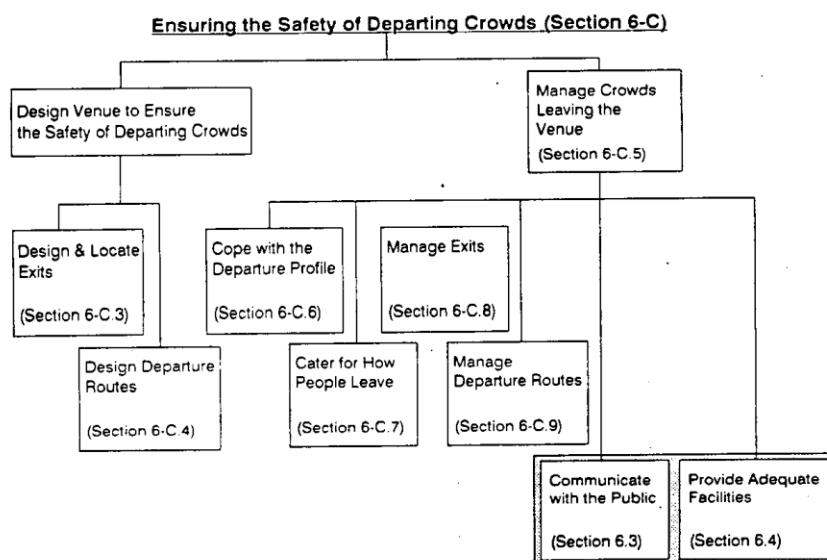 Ensuring the Safety of Departing Crowds (Section 6-C)
Design Venue to Ensure
the Safety of Departing Crowds
Manage Crowds
Leaving the
Venue
(Section 6-C.5)
Design & Locate
Exits
(Section 6-C.3)
Cope with the
Departure Profile
(Section 6-C.6)
Manage Exits
(Section 6-C.8)
Design Departure
Routes
(Section 6-C.4)
Cater for How
People Leave
(Section 6-C.7)
Manage
Departure Routes
(Section 6-C.9)
Communicate
with the Public
(Section 6.3)
Provide Adequate
Facilities
(Section 6.4)